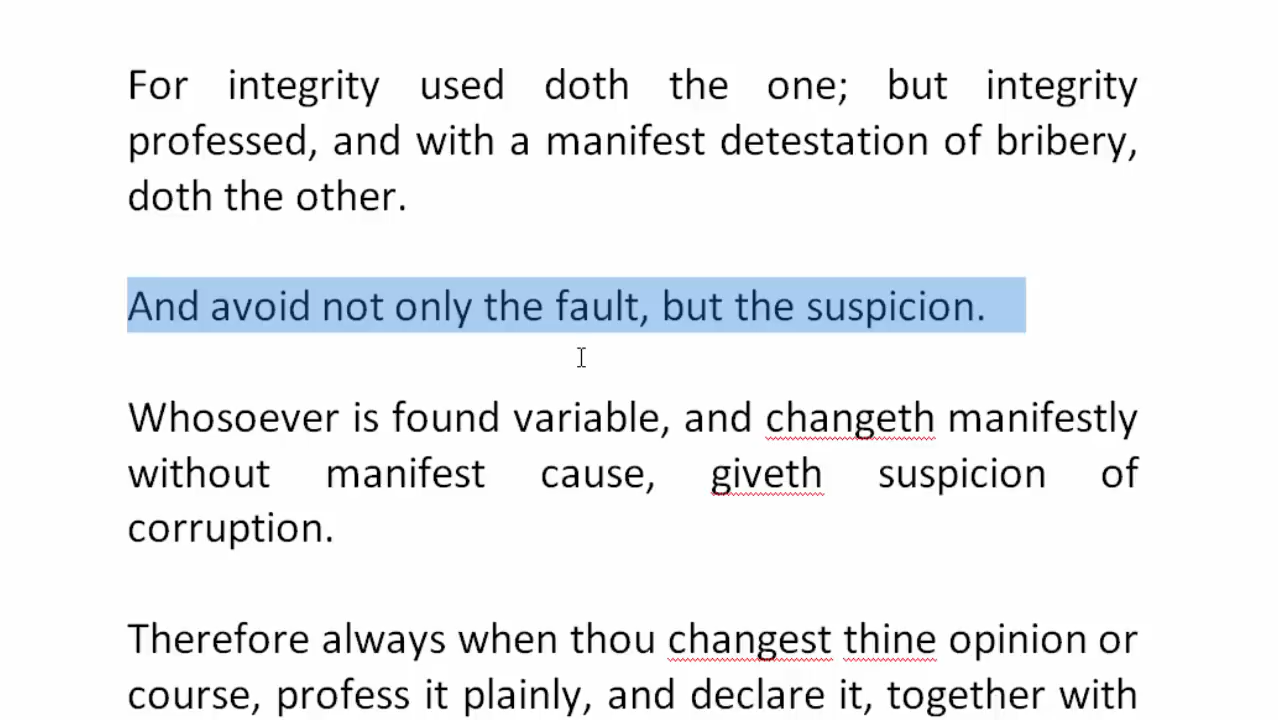 For integrity used doth the one; but integrity
professed, and with a manifest detestation of bribery,
doth the other.
And avoid not only the fault, but the suspicion.
Whosoever is found variable, and changeth manifestly
without manifest cause, giveth suspicion of
corruption.
Therefore always when thou changest thine opinion or
course, profess it plainly, and declare it, together with